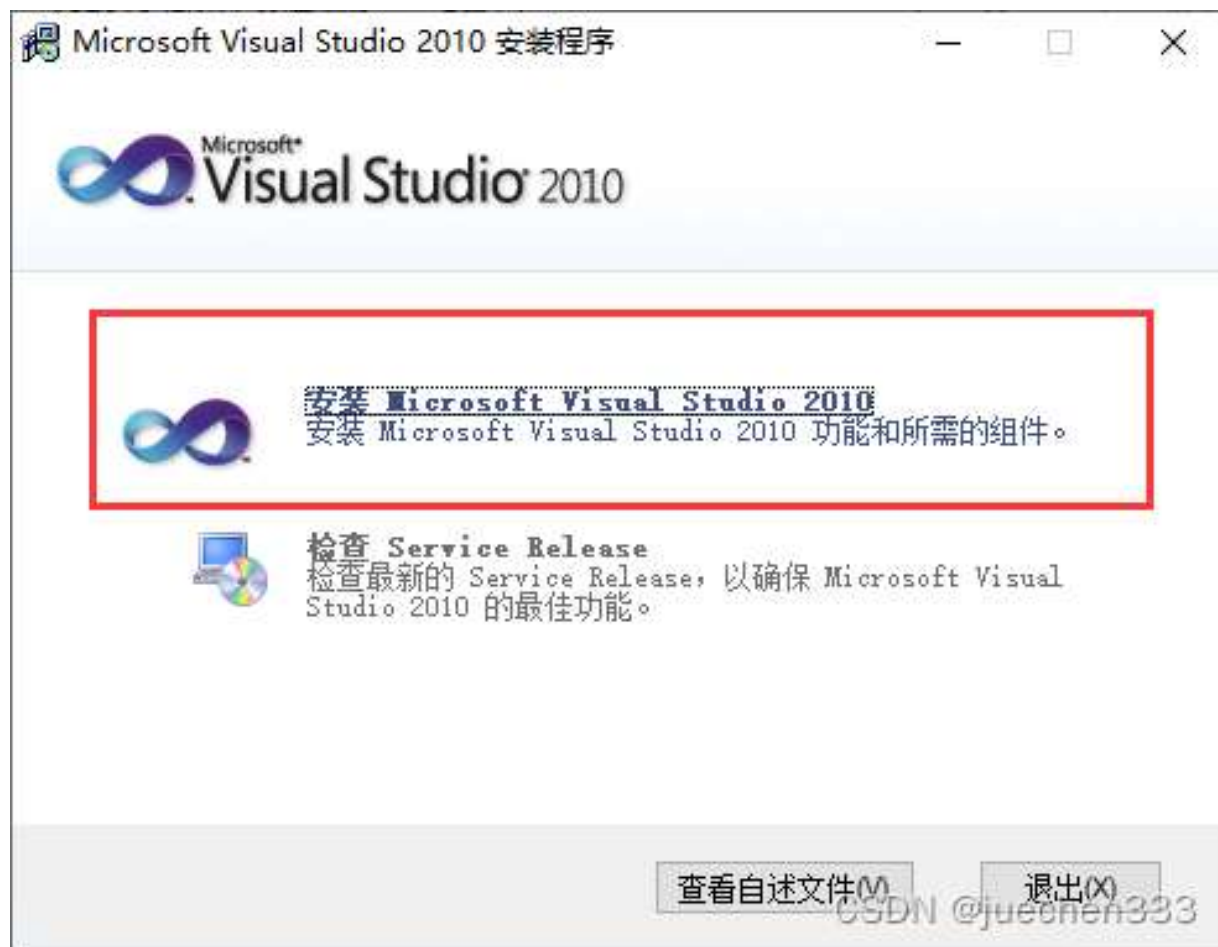 Microsoft Visual Studio 2010 安装程序
Microsoft
Visual Studio 2010
安装 Microsoft Visual Studio 2010
安装 Microsoft Visual Studio 2010 功能和所需的组件。
检查 Service Release
检查最新的 Service Release，以确保 Microsoft Visual
Studio 2010 的最佳功能。
查看自述文件(V)
退出(X)
CSDN @juechen333